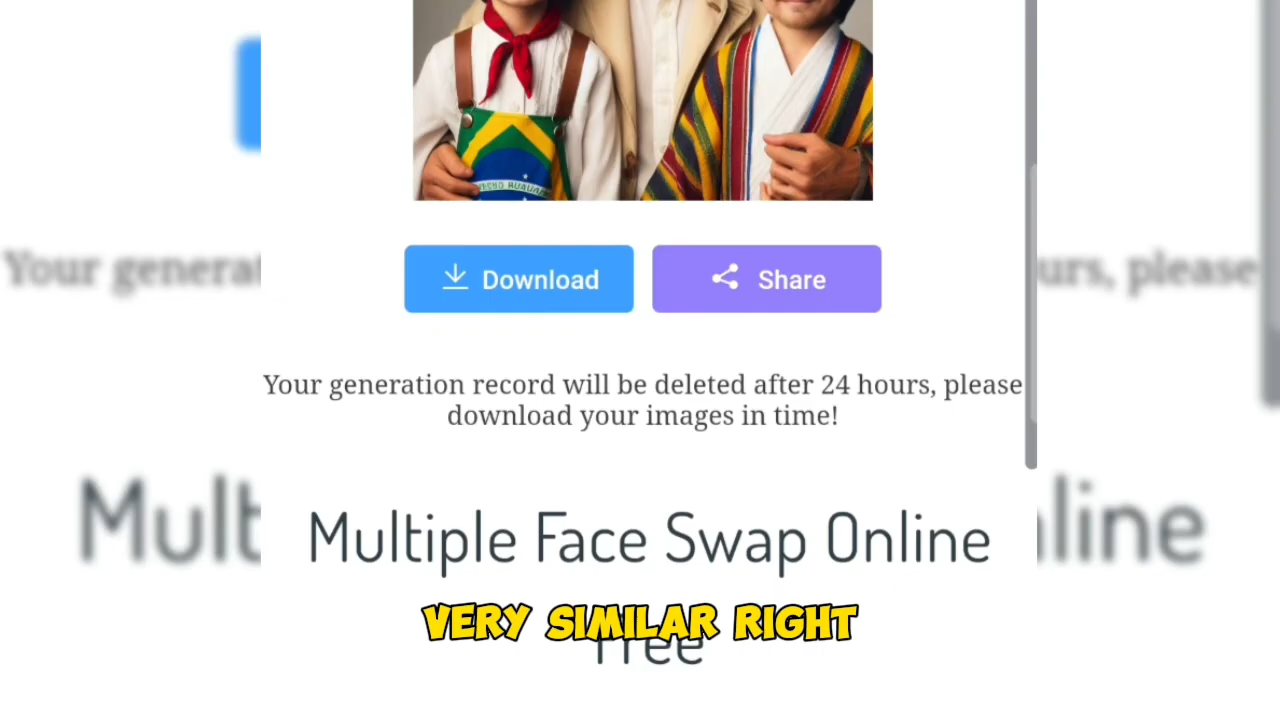 Download
Share
Your generation record will be deleted after 24 hours, please
download your images in time!
Multiple Face Swap Online
VERY SIMILAR RIGHT
Free